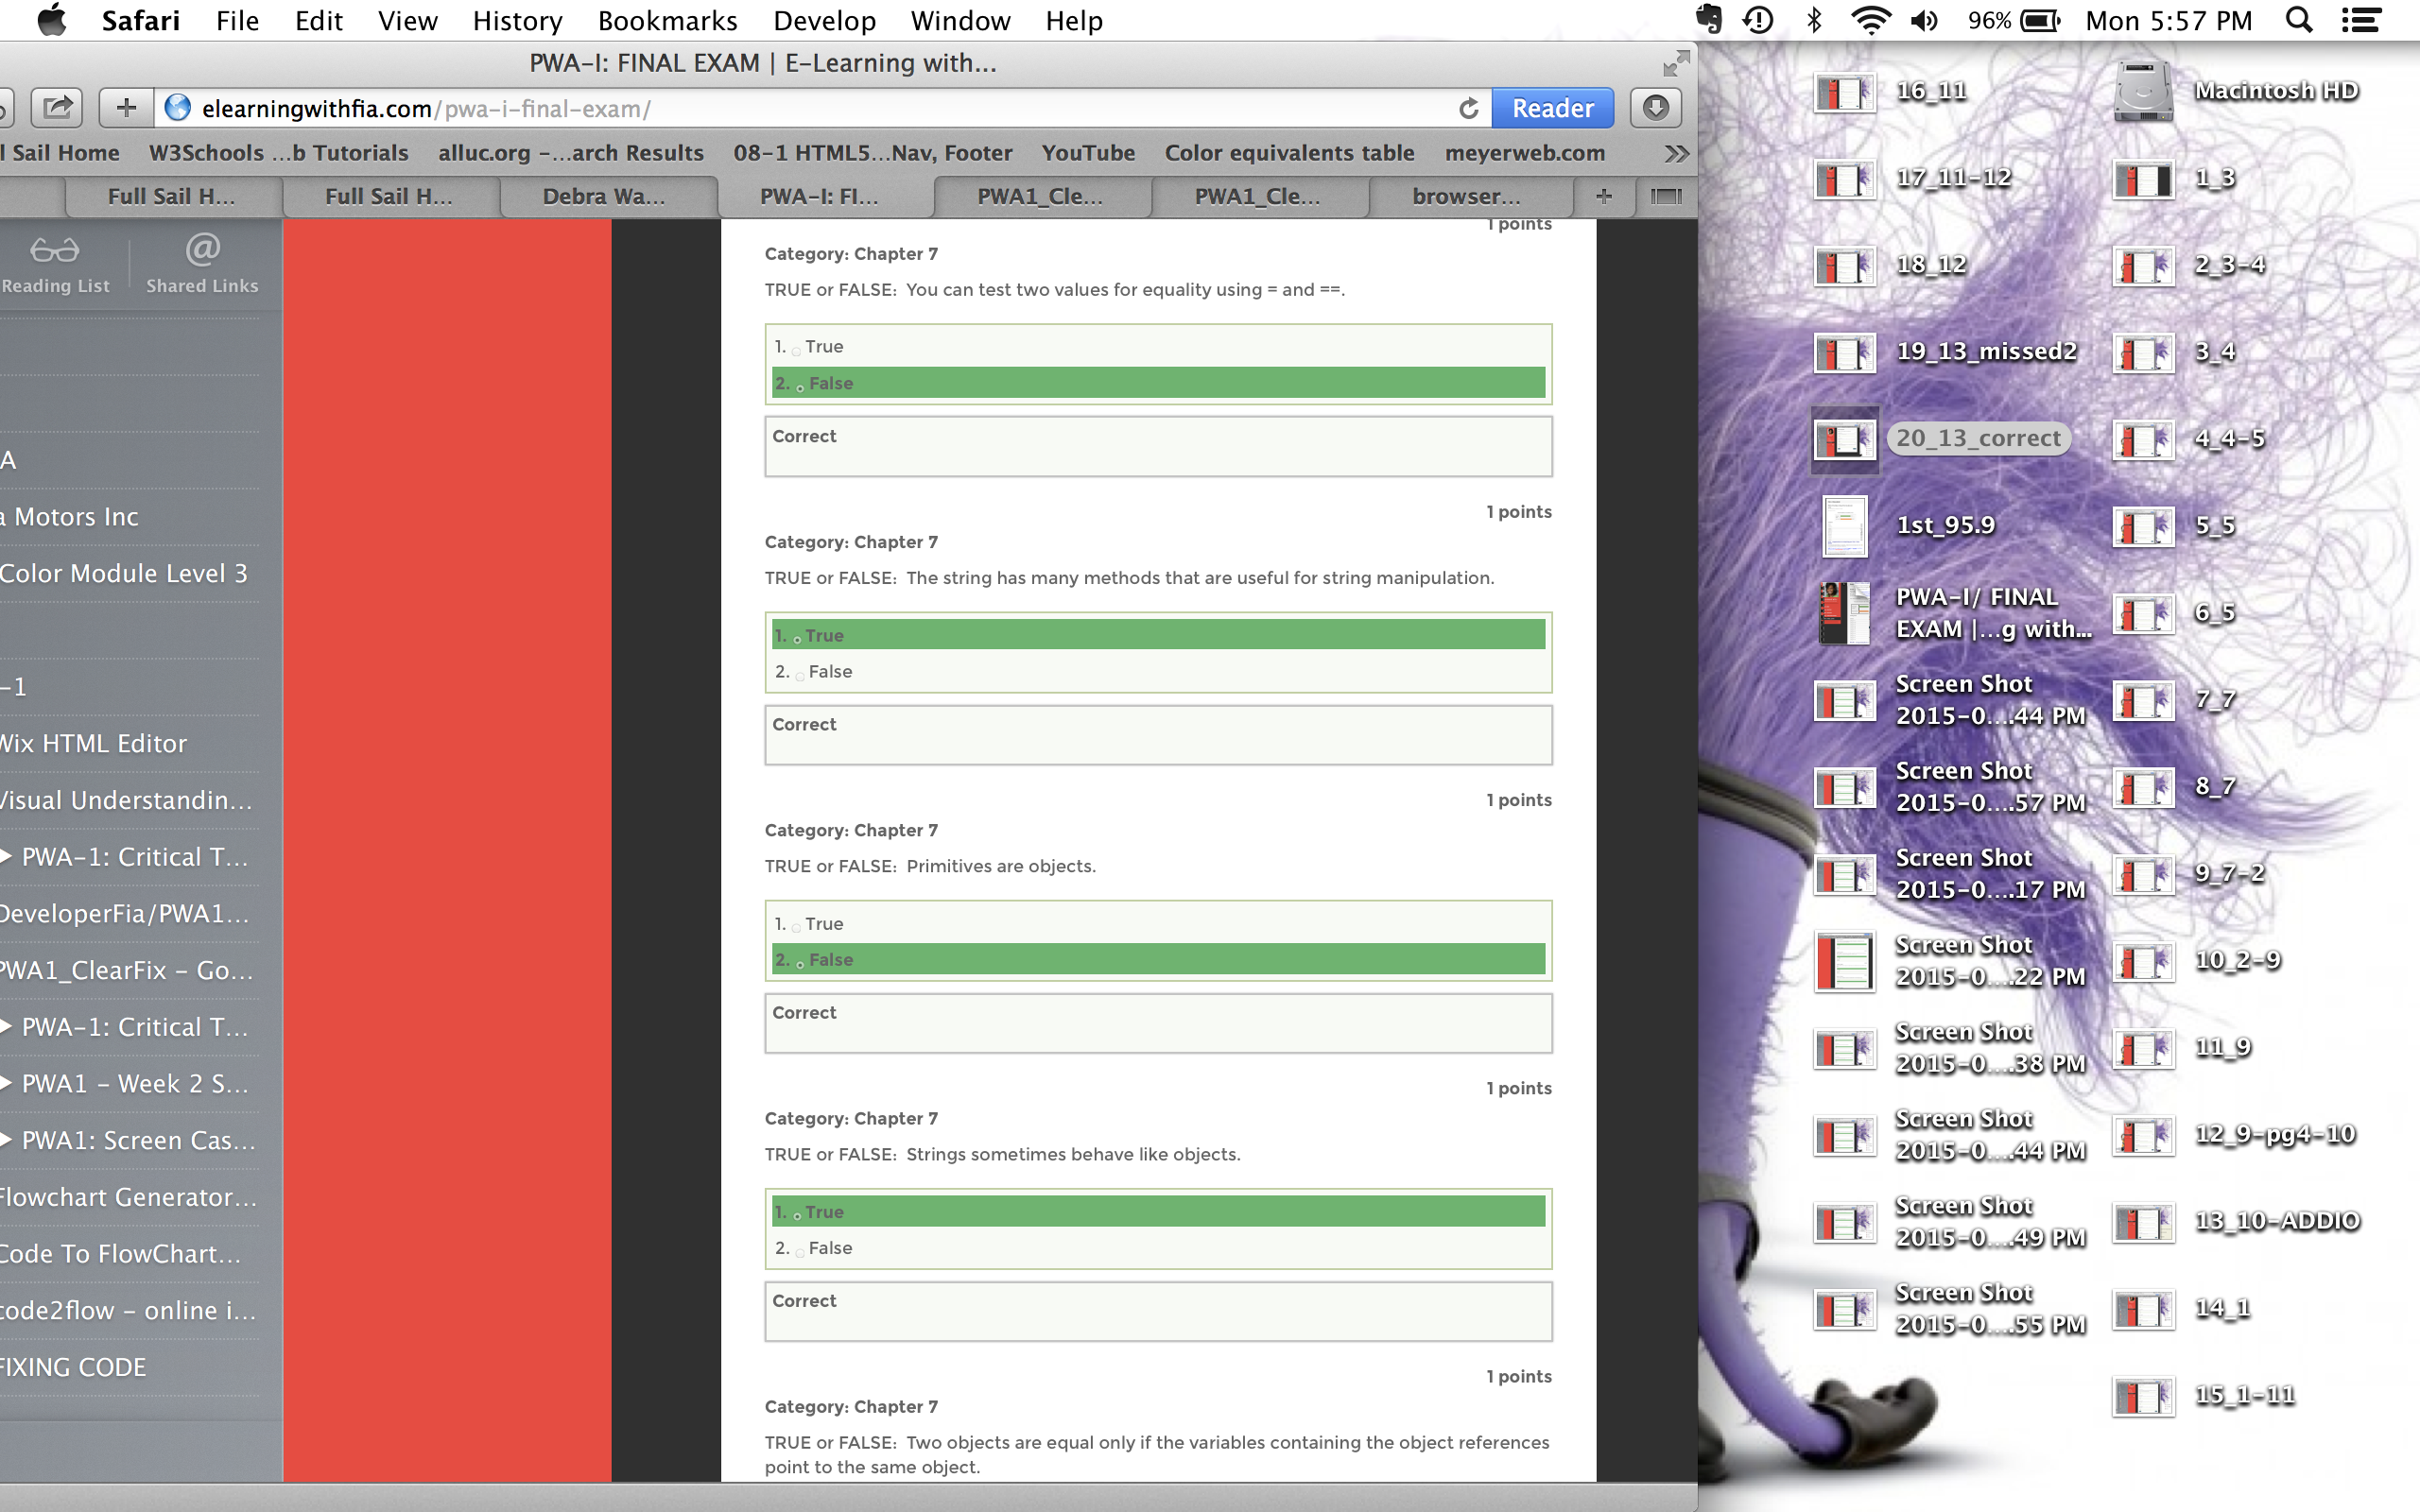 Safari File Edit View History Bookmarks Develop Window Help 96% Mon 5:57 PM
PWA-I: FINAL EXAM | E-Learning with...
elearningwithfia.com/pwa-i-final-exam/ Reader
l Sail Home W3Schools ...b Tutorials alluc.org -...arch Results 08-1 HTML5...Nav, Footer YouTube Color equivalents table meyerweb.com
Full Sail H... Full Sail H... Debra Wa... PWA-I: FI... PWA1_Cle... PWA1_Cle... browser...
Reading List Shared Links
A
a Motors Inc
Color Module Level 3
-1
Wix HTML Editor
Visual Understandin...
PWA-1: Critical T...
DeveloperFia/PWA1...
PWA1_ClearFix - Go...
PWA-1: Critical T...
PWA1 - Week 2 S...
PWA1: Screen Cas...
Flowchart Generator...
Code To FlowChart...
code2flow - online i...
FIXING CODE
1 points
Category: Chapter 7
TRUE or FALSE: You can test two values for equality using = and ==.
1. True
2. False
Correct
1 points
Category: Chapter 7
TRUE or FALSE: The string has many methods that are useful for string manipulation.
1. True
2. False
Correct
1 points
Category: Chapter 7
TRUE or FALSE: Primitives are objects.
1. True
2. False
Correct
1 points
Category: Chapter 7
TRUE or FALSE: Strings sometimes behave like objects.
1. True
2. False
Correct
1 points
Category: Chapter 7
TRUE or FALSE: Two objects are equal only if the variables containing the object references
point to the same object.
16_11
17_11-12
18_12
19_13_missed2
20_13_correct
1st_95.9
PWA-I/ FINAL
EXAM |...g with...
Screen Shot
2015-0....44 PM
Screen Shot
2015-0....57 PM
Screen Shot
2015-0....17 PM
Screen Shot
2015-0....22 PM
Screen Shot
2015-0....38 PM
Screen Shot
2015-0....44 PM
Screen Shot
2015-0....49 PM
Screen Shot
2015-0....55 PM
Macintosh HD
1_3
2_3-4
3_4
4_4-5
5_5
6_5
7_7
8_7
9_7-2
10_2-9
11_9
12_9-pg4-10
13_10-ADDIO
14_1
15_1-11